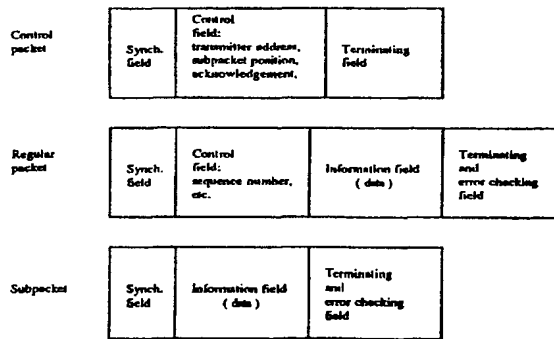 Control
packet
Synch.
field
Control
field:
transmitter address,
subpacket position,
acknowledgement,
Terminating
field
Regular
packet
Synch.
field
Control
field:
sequence number,
etc.
Information field
( data )
Terminating
and
error checking
field
Subpacket
Synch.
field
Information field
( data )
Terminating
and
error checking
field